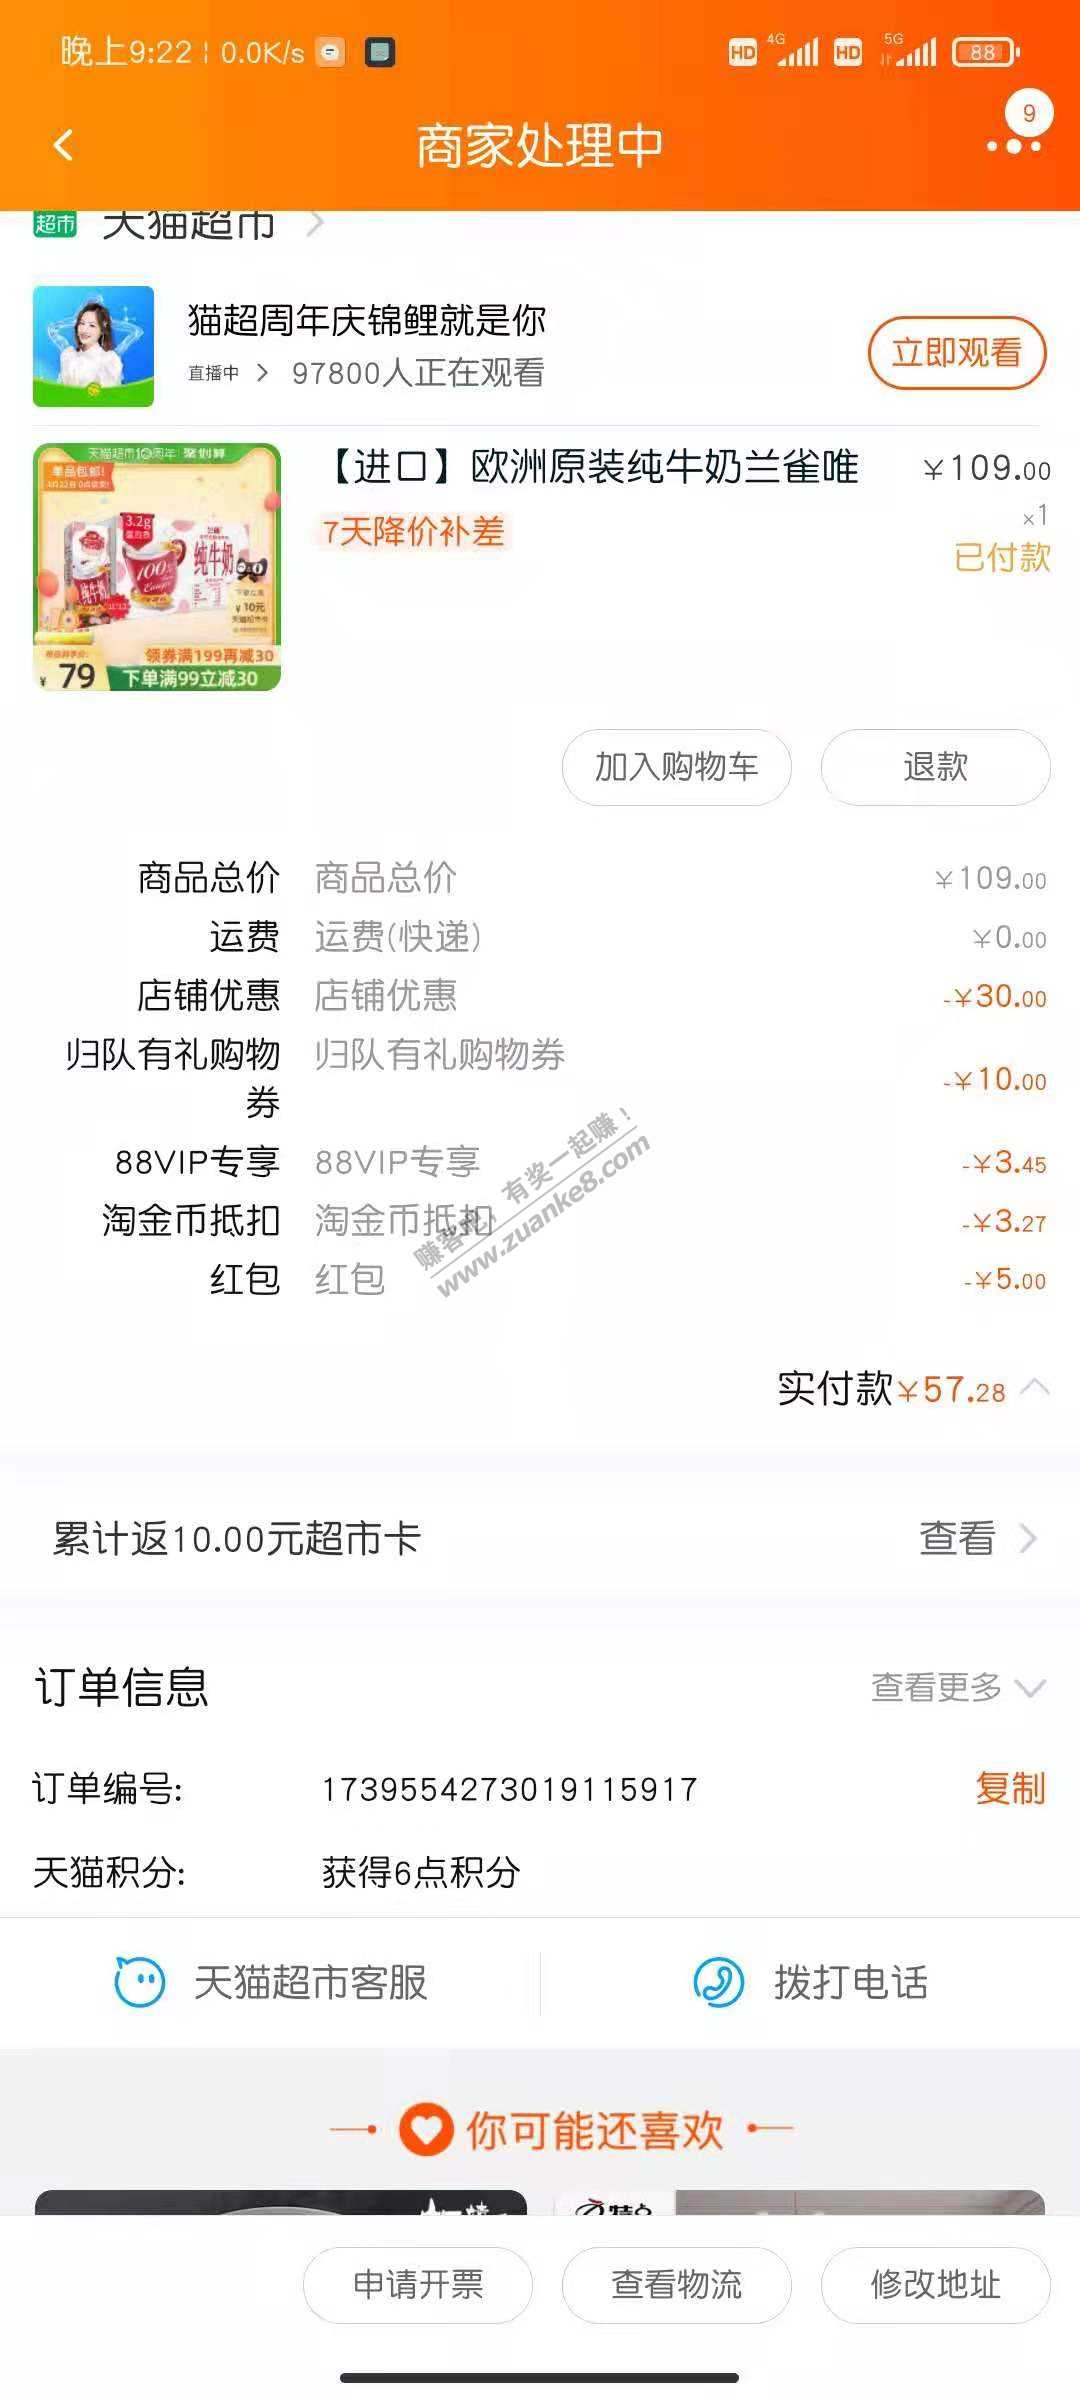 晚上9:22 | 0.0K/s HD 4G HD 5G 88
商家处理中
9
超市 天猫超市
猫超周年庆锦鲤就是你
直播中 97800人正在观看
立即观看
天猫超市10周年 聚划算
单品包邮!
3.2g
100%
纯牛奶
纯牛奶
¥10元
领券满199再减30
¥79
下单满99立减30
【进口】欧洲原装纯牛奶兰雀唯
¥109.00
×1
7天降价补差
已付款
加入购物车
退款
商品总价 商品总价 ¥109.00
运费 运费(快递) ¥0.00
店铺优惠 店铺优惠 -¥30.00
归队有礼购物券 归队有礼购物券 -¥10.00
88VIP专享 88VIP专享 -¥3.45
淘金币抵扣 淘金币抵扣 -¥3.27
红包 红包 -¥5.00
赚客吧，有奖一起赚！
www.zuanke8.com
实付款¥57.28
累计返10.00元超市卡 查看
订单信息 查看更多
订单编号: 1739554273019115917 复制
天猫积分: 获得6点积分
天猫超市客服 拨打电话
你可能还喜欢
申请开票 查看物流 修改地址